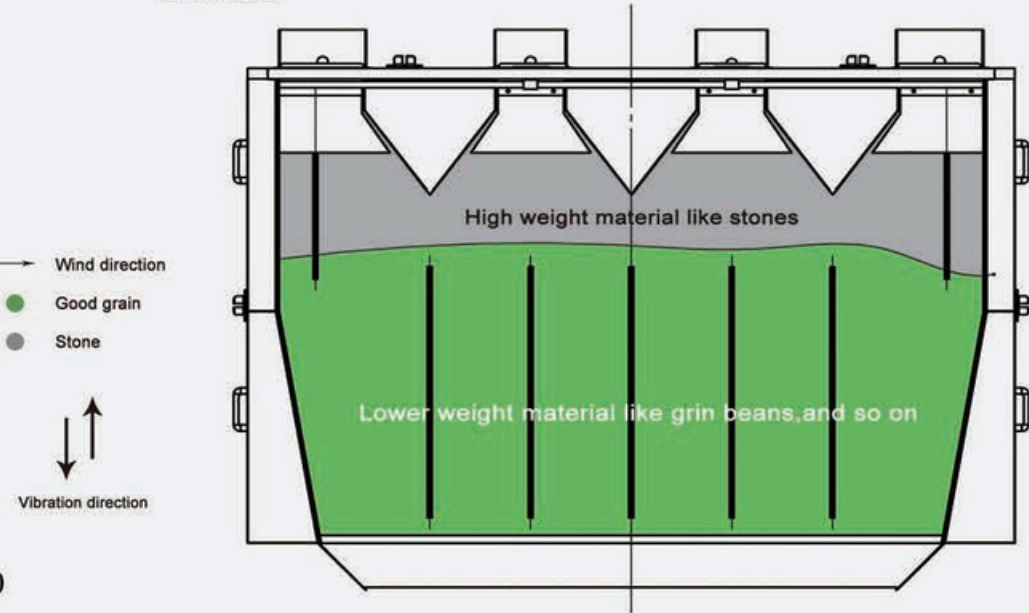 High weight material like stones
Wind direction
Good grain
Stone
Lower weight material like grin beans,and so on
Vibration direction
)